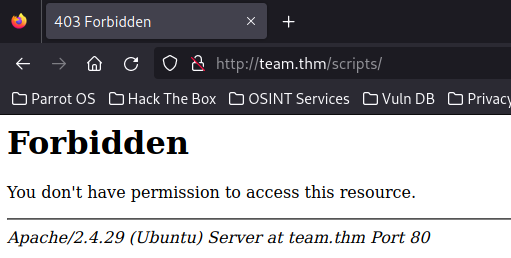 403 Forbidden
http://team.thm/scripts/
Parrot OS Hack The Box OSINT Services Vuln DB Privacy
Forbidden
You don't have permission to access this resource.
Apache/2.4.29 (Ubuntu) Server at team.thm Port 80